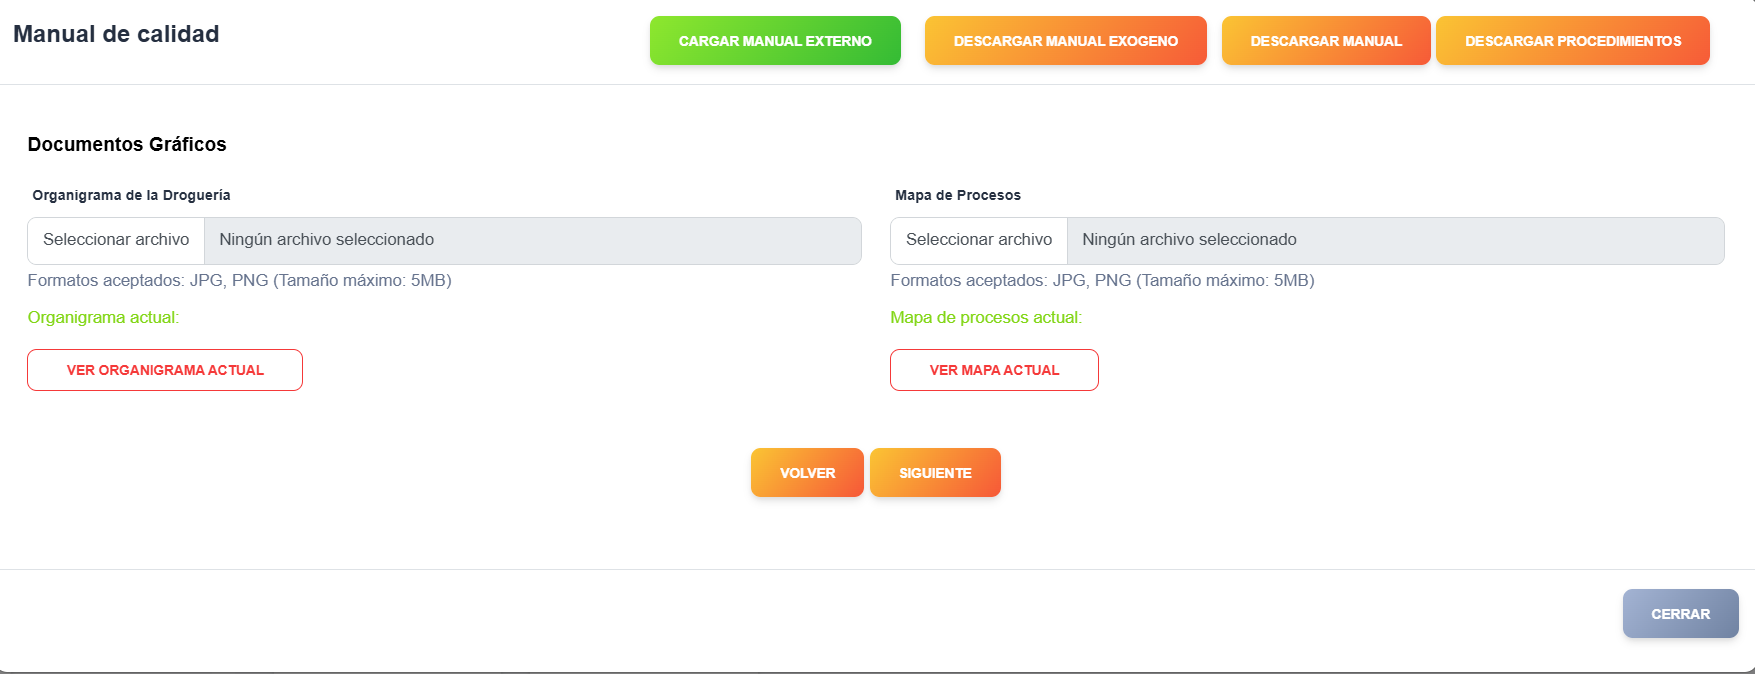 Manual de calidad
CARGAR MANUAL EXTERNO
DESCARGAR MANUAL EXOGENO
DESCARGAR MANUAL
DESCARGAR PROCEDIMIENTOS
Documentos Gráficos
Organigrama de la Droguería
Seleccionar archivo
Ningún archivo seleccionado
Formatos aceptados: JPG, PNG (Tamaño máximo: 5MB)
Organigrama actual:
VER ORGANIGRAMA ACTUAL
Mapa de Procesos
Seleccionar archivo
Ningún archivo seleccionado
Formatos aceptados: JPG, PNG (Tamaño máximo: 5MB)
Mapa de procesos actual:
VER MAPA ACTUAL
VOLVER
SIGUIENTE
CERRAR